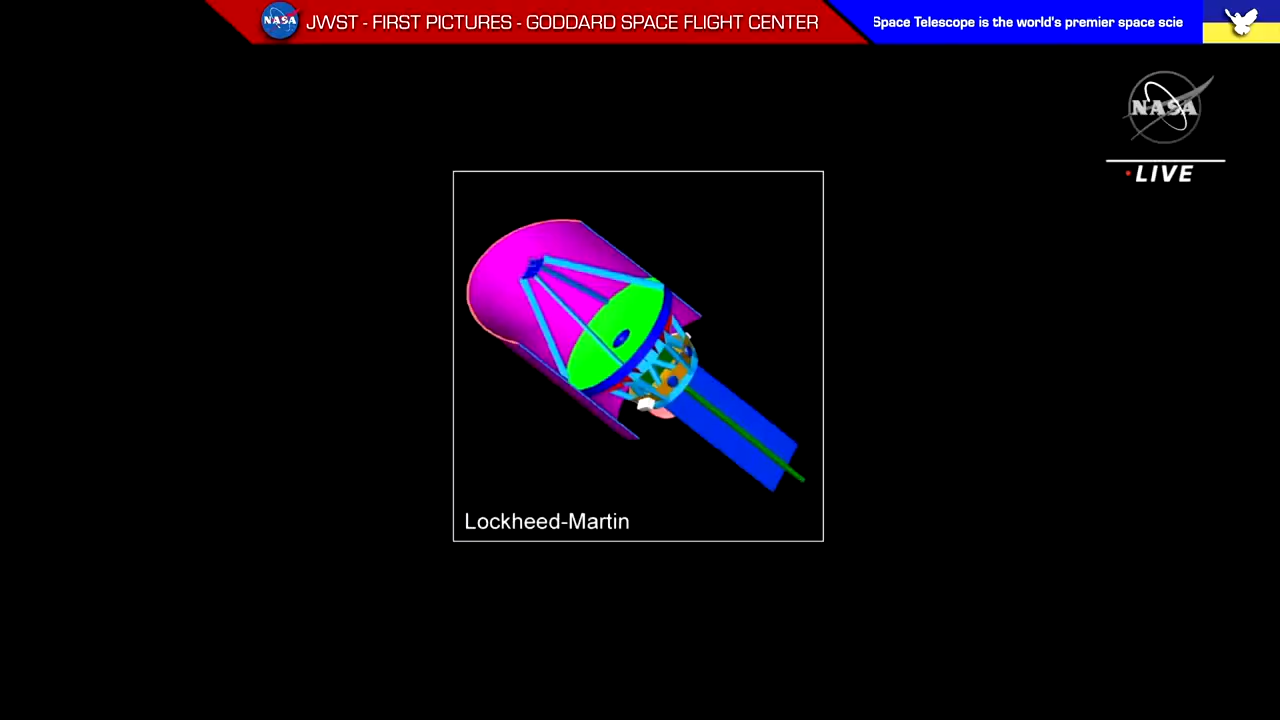 NASA
JWST - FIRST PICTURES - GODDARD SPACE FLIGHT CENTER
Space Telescope is the world's premier space scie
NASA
LIVE
Lockheed-Martin